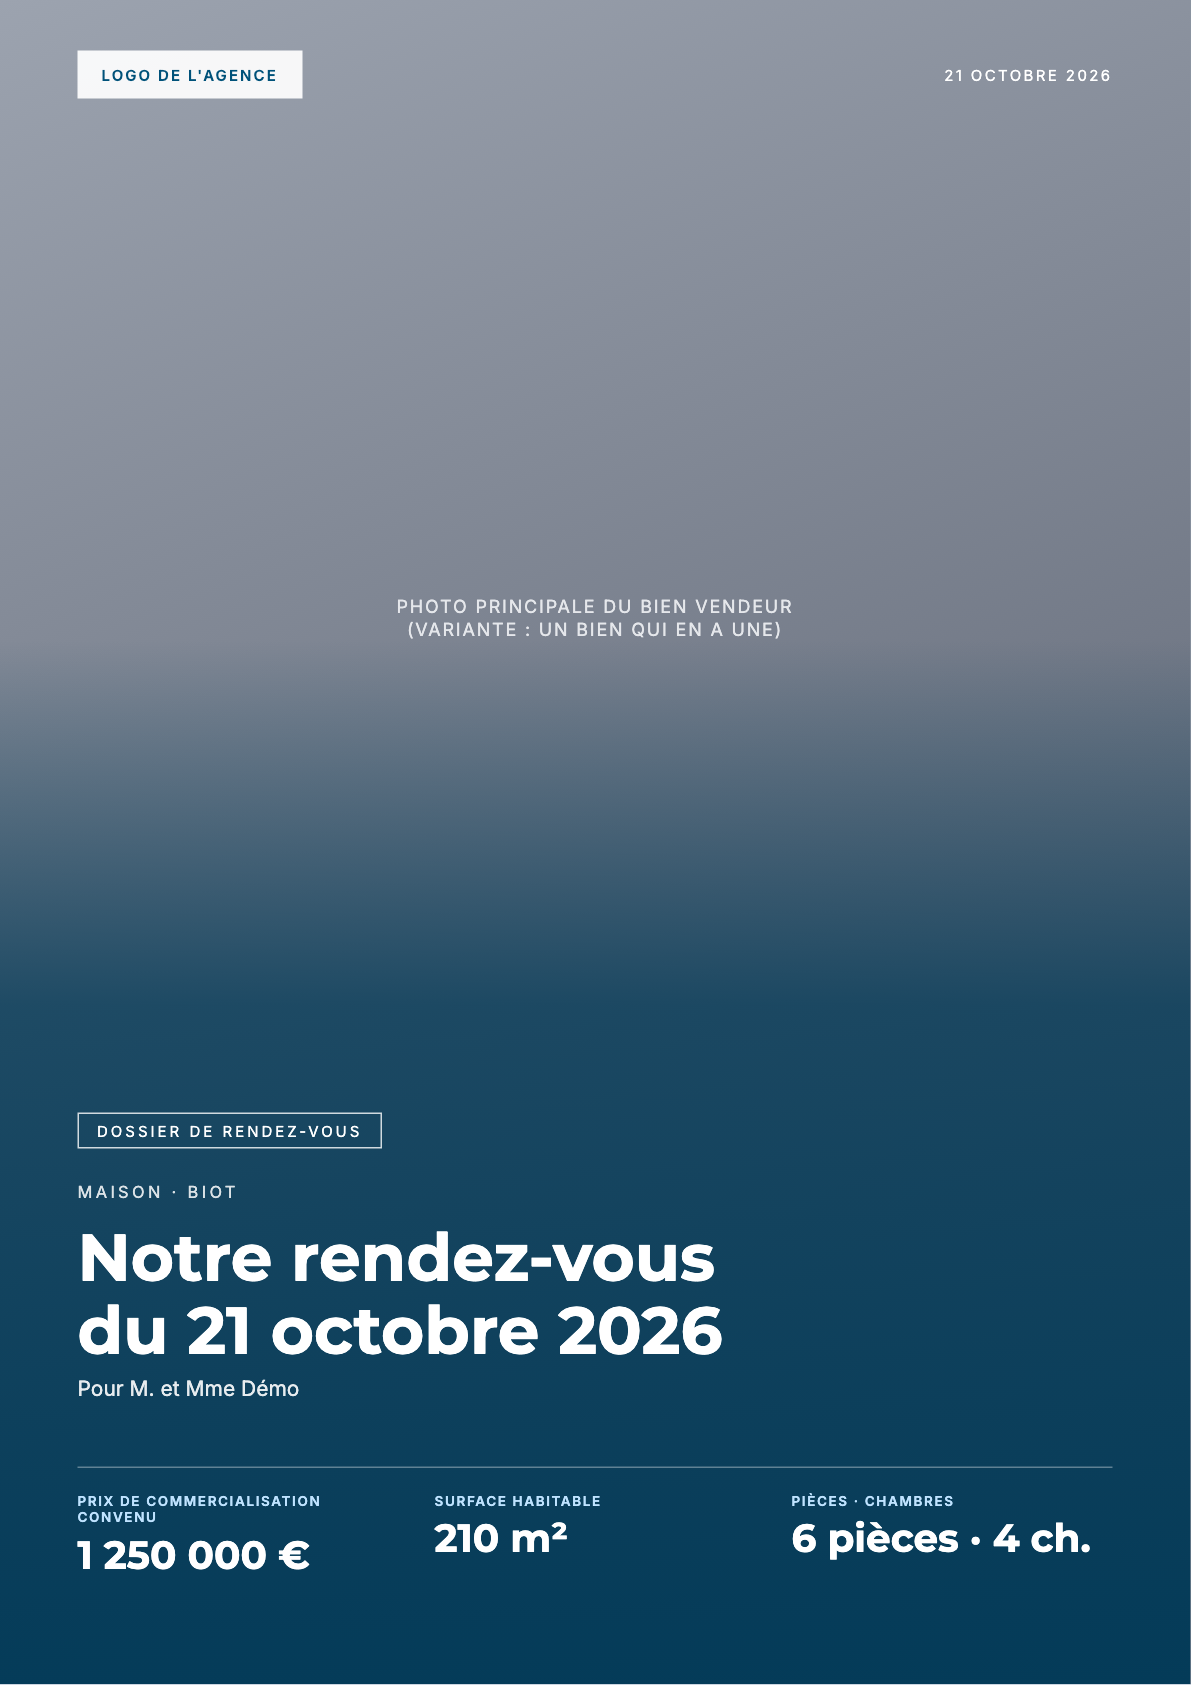 LOGO DE L'AGENCE
21 OCTOBRE 2026
PHOTO PRINCIPALE DU BIEN VENDEUR
(VARIANTE : UN BIEN QUI EN A UNE)
DOSSIER DE RENDEZ-VOUS
MAISON · BIOT
Notre rendez-vous
du 21 octobre 2026
Pour M. et Mme Démo
PRIX DE COMMERCIALISATION
CONVENU
1 250 000 €
SURFACE HABITABLE
210 m²
PIÈCES · CHAMBRES
6 pièces · 4 ch.